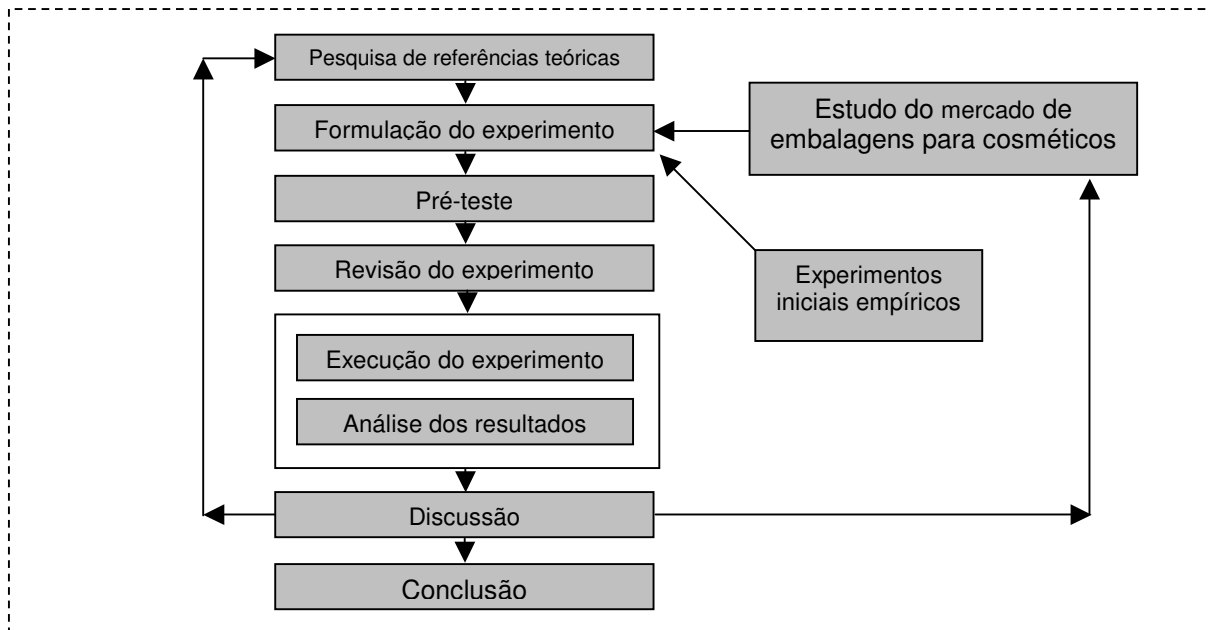 Pesquisa de referências teóricas
Formulação do experimento
Estudo do mercado de
embalagens para cosméticos
Pré-teste
Revisão do experimento
Experimentos
iniciais empíricos
Execução do experimento
Análise dos resultados
Discussão
Conclusão